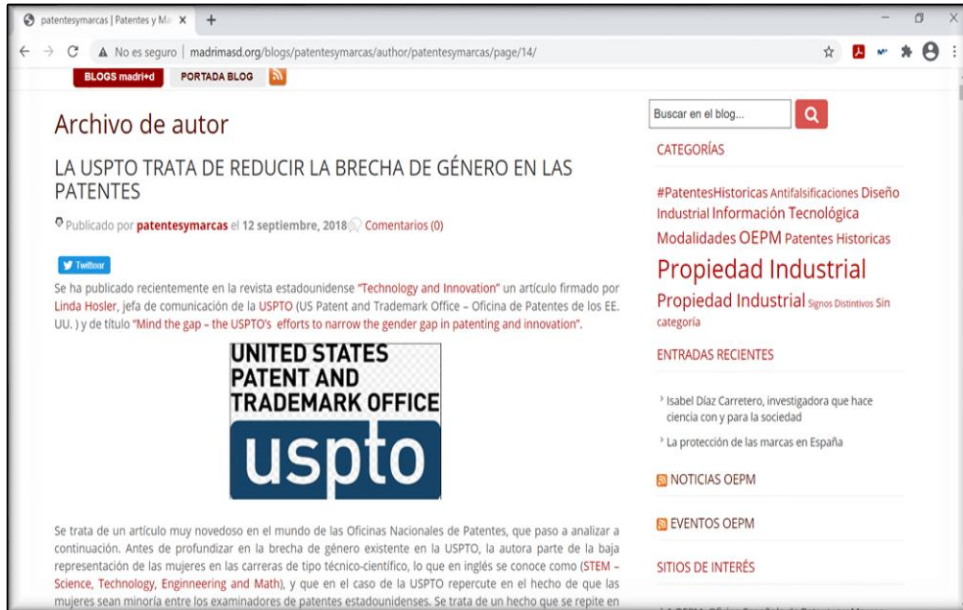 patentesymarcas | Patentes y Ma
No es seguro | madrimasd.org/blogs/patentesymarcas/author/patentesymarcas/page/14/
BLOGS madri+d
PORTADA BLOG
Archivo de autor
LA USPTO TRATA DE REDUCIR LA BRECHA DE GÉNERO EN LAS
PATENTES
Publicado por patentesymarcas el 12 septiembre, 2018 Comentarios (0)
Twittear
Se ha publicado recientemente en la revista estadounidense "Technology and Innovation" un artículo firmado por
Linda Hosler, jefa de comunicación de la USPTO (US Patent and Trademark Office – Oficina de Patentes de los EE.
UU. ) y de título "Mind the gap – the USPTO's efforts to narrow the gender gap in patenting and innovation".
UNITED STATES
PATENT AND
TRADEMARK OFFICE
uspto
Se trata de un artículo muy novedoso en el mundo de las Oficinas Nacionales de Patentes, que paso a analizar a
continuación. Antes de profundizar en la brecha de género existente en la USPTO, la autora parte de la baja
representación de las mujeres en las carreras de tipo técnico-científico, lo que en inglés se conoce como (STEM –
Science, Technology, Enginneering and Math), y que en el caso de la USPTO repercute en el hecho de que las
mujeres sean minoría entre los examinadores de patentes estadounidenses. Se trata de un hecho que se repite en
Buscar en el blog...
CATEGORÍAS
#PatentesHistoricas Antifalsificaciones Diseño
Industrial Información Tecnológica
Modalidades OEPM Patentes Historicas
Propiedad Industrial
Propiedad Industrial Signos Distintivos Sin
categoría
ENTRADAS RECIENTES
Isabel Díaz Carretero, investigadora que hace
ciencia con y para la sociedad
La protección de las marcas en España
NOTICIAS OEPM
EVENTOS OEPM
SITIOS DE INTERÉS